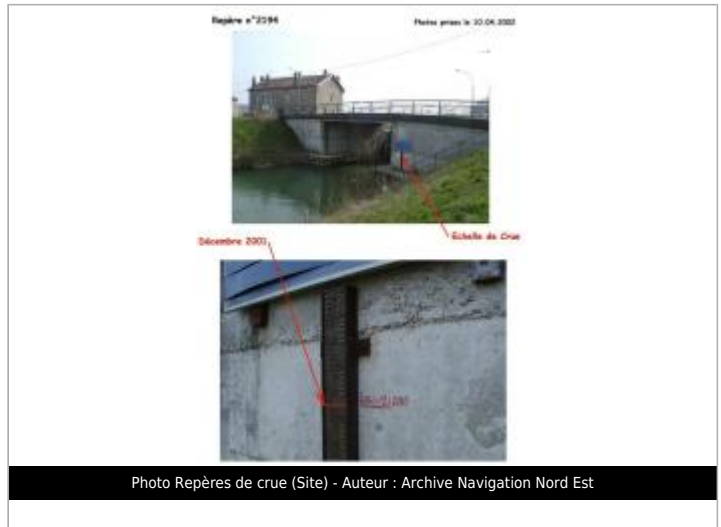 Repère n°2194
Photos prises le 10.04.2002
Echelle de Crue
Décembre 2001
Photo Repères de crue (Site) - Auteur : Archive Navigation Nord Est